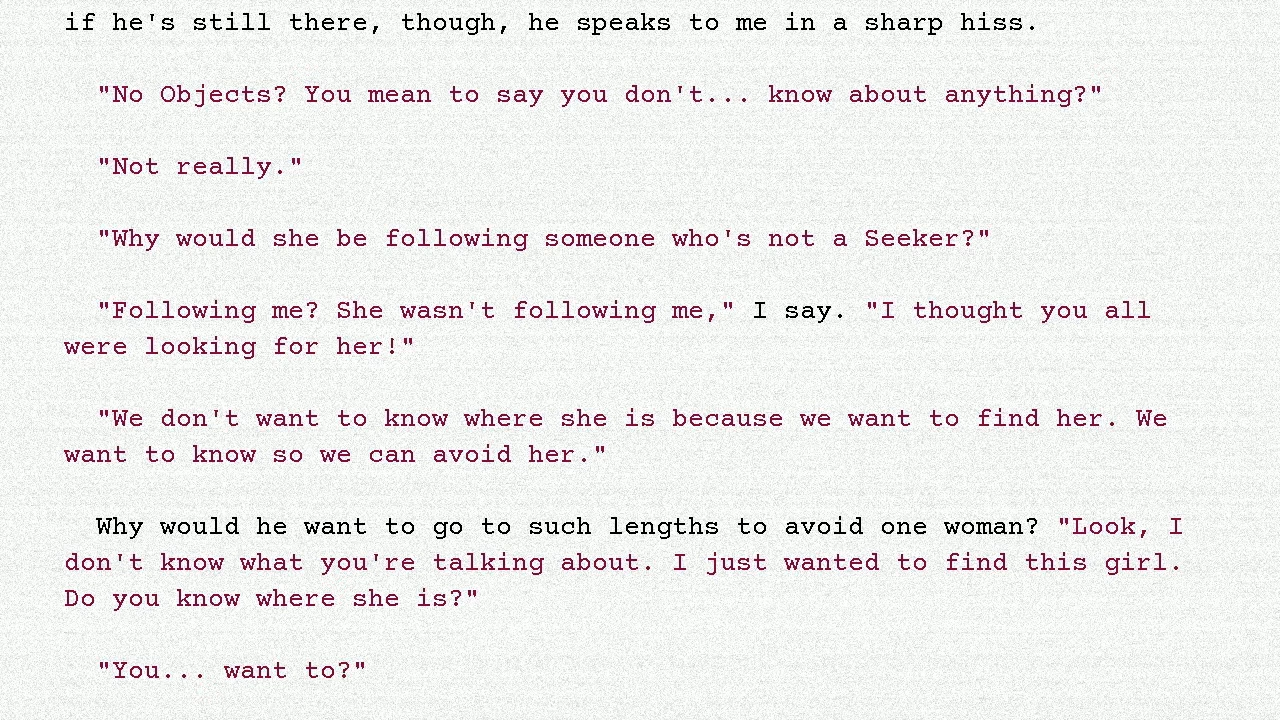 if he's still there, though, he speaks to me in a sharp hiss.
"No Objects? You mean to say you don't... know about anything?"
"Not really."
"Why would she be following someone who's not a Seeker?"
"Following me? She wasn't following me," I say. "I thought you all
were looking for her!"
"We don't want to know where she is because we want to find her. We
want to know so we can avoid her."
Why would he want to go to such lengths to avoid one woman? "Look, I
don't know what you're talking about. I just wanted to find this girl.
Do you know where she is?"
"You... want to?"